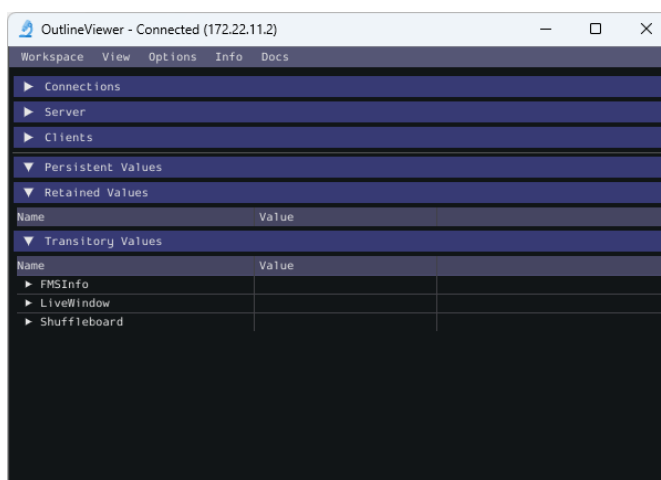 OutlineViewer - Connected (172.22.11.2)
Workspace View Options Info Docs
Connections
Server
Clients
Persistent Values
Retained Values
Name Value
Transitory Values
Name Value
FMSInfo
LiveWindow
Shuffleboard